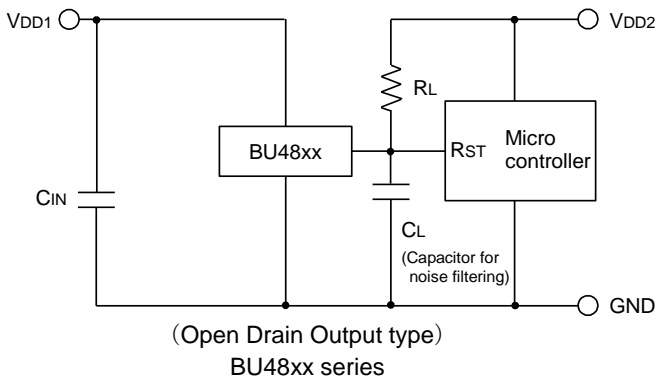 VDD1
VDD2
RL
BU48xx
RST
Micro
controller
CIN
CL
(Capacitor for
noise filtering)
GND
（Open Drain Output type）
BU48xx series